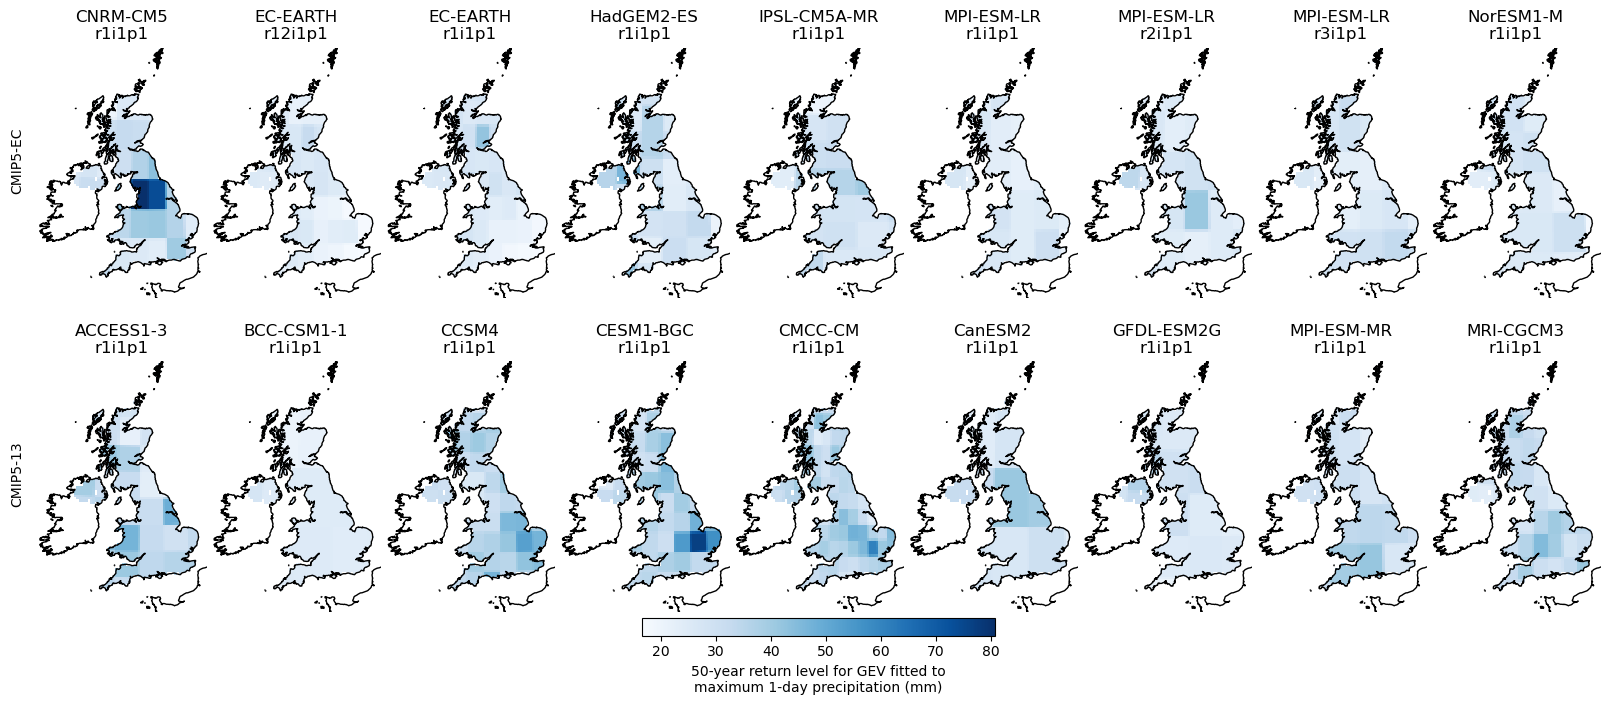 CNRM-CM5
r1i1p1
EC-EARTH
r12i1p1
EC-EARTH
r1i1p1
HadGEM2-ES
r1i1p1
IPSL-CM5A-MR
r1i1p1
MPI-ESM-LR
r1i1p1
MPI-ESM-LR
r2i1p1
MPI-ESM-LR
r3i1p1
NorESM1-M
r1i1p1
CMIP5-EC
ACCESS1-3
r1i1p1
BCC-CSM1-1
r1i1p1
CCSM4
r1i1p1
CESM1-BGC
r1i1p1
CMCC-CM
r1i1p1
CanESM2
r1i1p1
GFDL-ESM2G
r1i1p1
MPI-ESM-MR
r1i1p1
MRI-CGCM3
r1i1p1
CMIP5-13
20 30 40 50 60 70 80
50-year return level for GEV fitted to
maximum 1-day precipitation (mm)